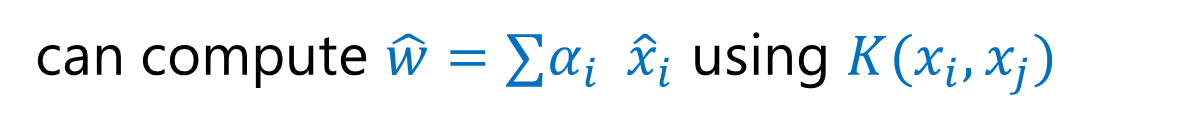 can compute ŵ = ∑αᵢ x̂ᵢ using K(xᵢ, xⱼ)